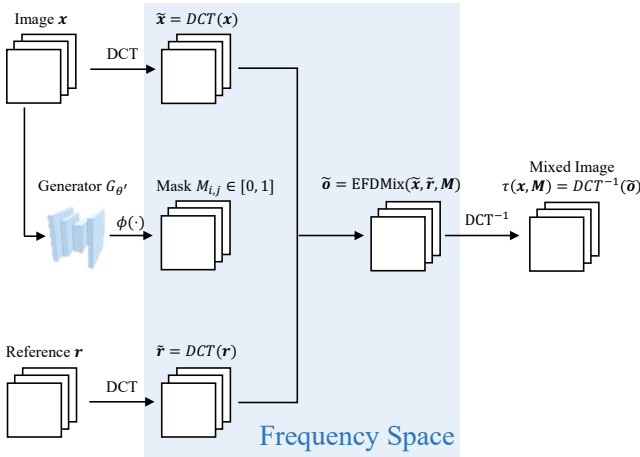 Image x
DCT
x̃ = DCT(x)
Generator G_θ′
ϕ(·)
Mask M_{i,j} ∈ [0, 1]
õ = EFDMix(x̃, r̃, M)
DCT⁻¹
Mixed Image
τ(x, M) = DCT⁻¹(õ)
Reference r
DCT
r̃ = DCT(r)
Frequency Space